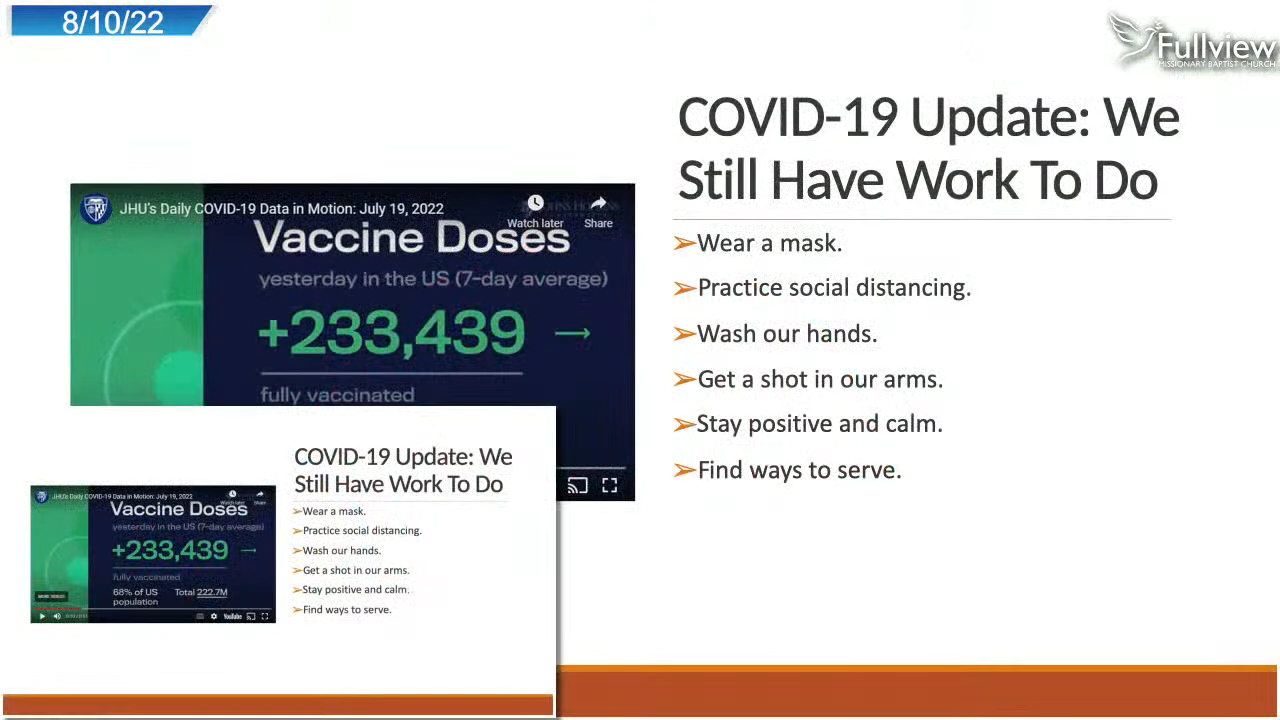 8/10/22
Fullview
MISSIONARY BAPTIST CHURCH
COVID-19 Update: We
Still Have Work To Do
➢Wear a mask.
➢Practice social distancing.
➢Wash our hands.
➢Get a shot in our arms.
➢Stay positive and calm.
➢Find ways to serve.
JHU's Daily COVID-19 Data in Motion: July 19, 2022
Watch later
Share
Vaccine Doses
yesterday in the US (7-day average)
+233,439 →
fully vaccinated
COVID-19 Update: We
Still Have Work To Do
➢Wear a mask.
➢Practice social distancing.
➢Wash our hands.
➢Get a shot in our arms.
➢Stay positive and calm.
➢Find ways to serve.
JHU's Daily COVID-19 Data in Motion: July 19, 2022
Watch later
Share
Vaccine Doses
yesterday in the US (7-day average)
+233,439 →
fully vaccinated
68% of US Total 222.7M
population
MORE VIDEOS
YouTube